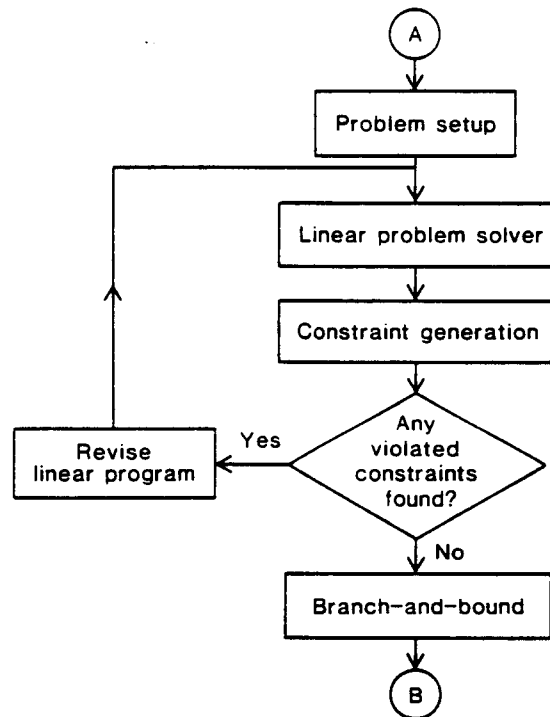 A
Problem setup
Linear problem solver
Constraint generation
Any
violated
constraints
found?
Yes
Revise
linear program
No
Branch-and-bound
B